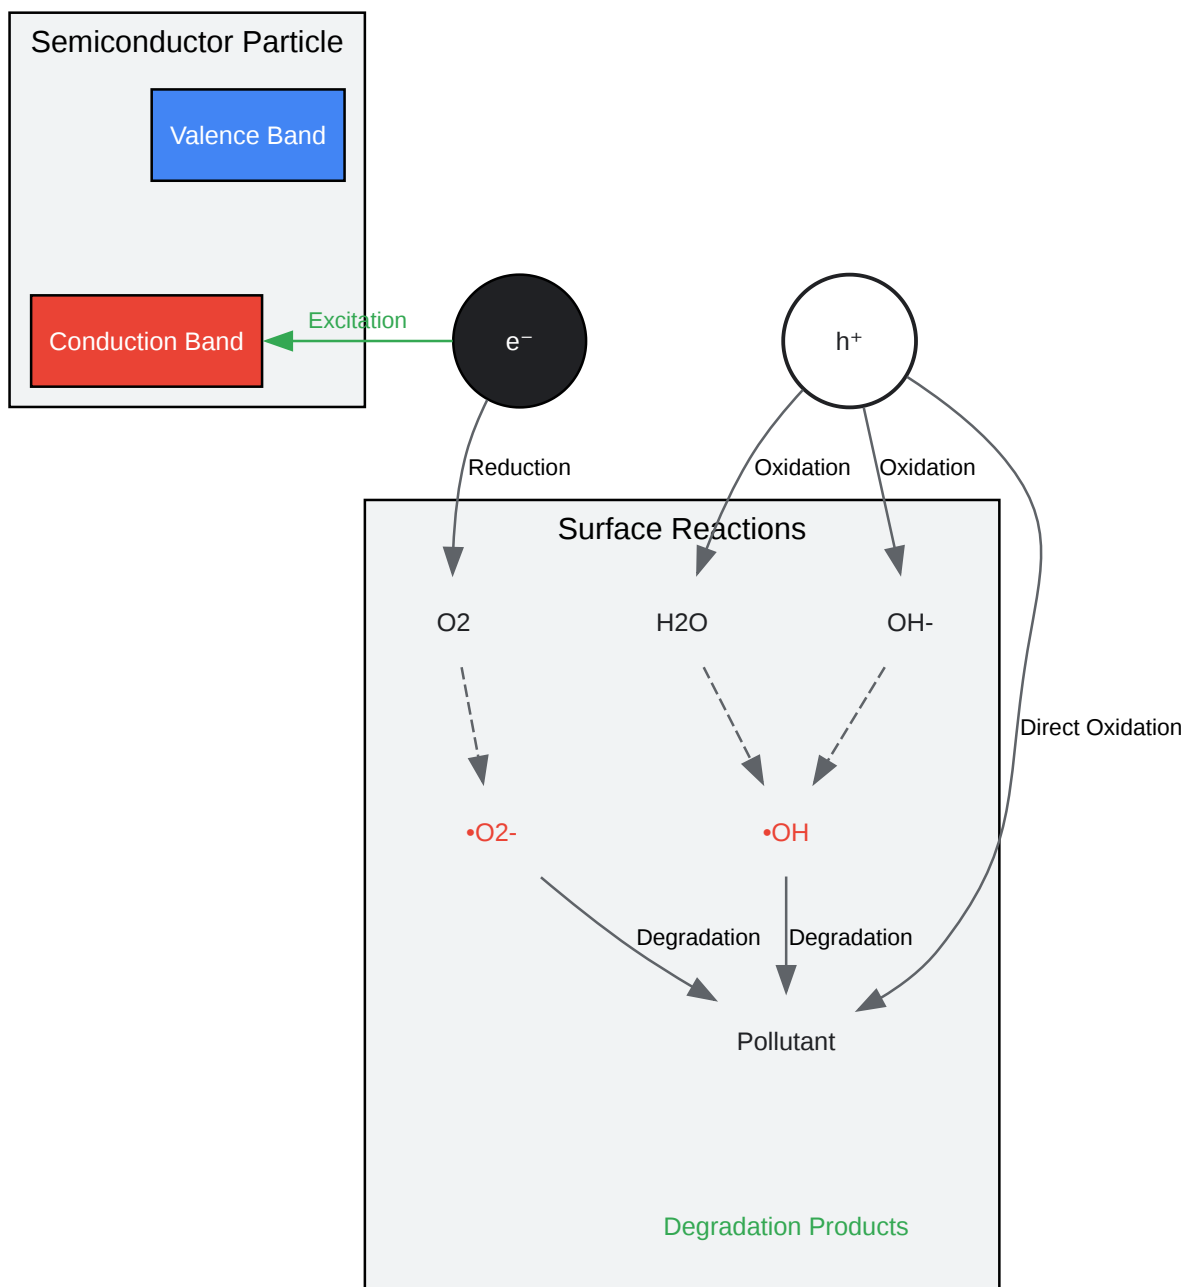 Semiconductor Particle
Valence Band
Conduction Band
Excitation
e⁻
h⁺
Reduction
Oxidation
Oxidation
Surface Reactions
O2
H2O
OH-
Direct Oxidation
•O2-
•OH
Degradation
Degradation
Pollutant
Degradation Products